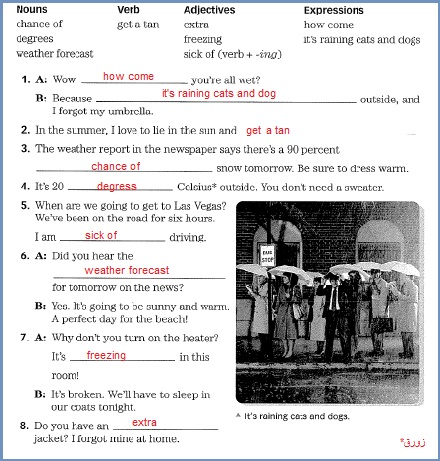 Nouns Verb Adjectives Expressions
chance of get a tan extra how come
degrees freezing it's raining cats and dogs
weather forecast sick of (verb + -ing)
1. A: Wow how come you're all wet?
B: Because it's raining cats and dog outside, and
I forgot my umbrella.
2. In the summer, I love to lie in the sun and get a tan
3. The weather report in the newspaper says there's a 90 percent
chance of snow tomorrow. Be sure to dress warm.
4. It's 20 degress Celcius* outside. You don't need a sweater.
5. When are we going to get to Las Vegas?
We've been on the road for six hours.
I am sick of driving.
6. A: Did you hear the
weather forecast
for tomorrow on the news?
B: Yes. It's going to be sunny and warm.
A perfect day for the beach!
7. A: Why don't you turn on the heater?
It's freezing in this
room!
B: It's broken. We'll have to sleep in
our coats tonight.
8. Do you have an extra
jacket? I forgot mine at home.
BUS
STOP
It's raining cats and dogs.
زورق*